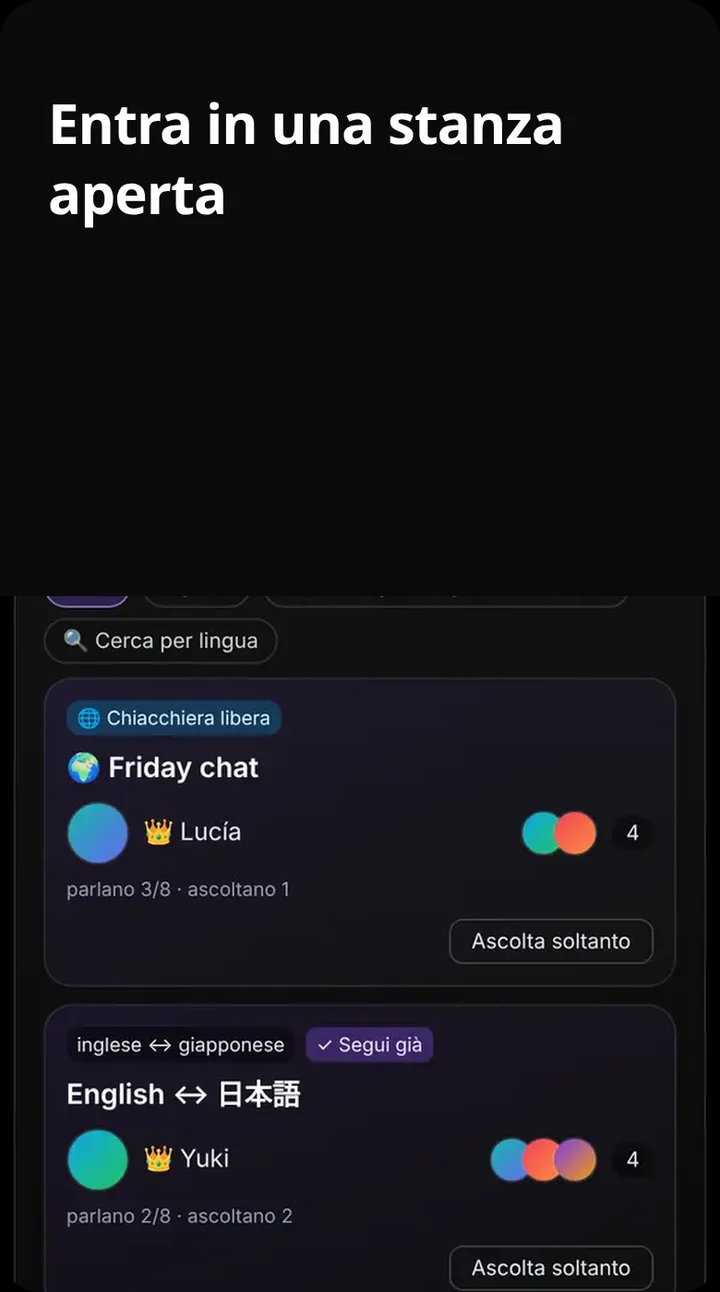 Entra in una stanza
aperta
🔍 Cerca per lingua
🌐 Chiacchiera libera
🌍 Friday chat
👑 Lucía
4
parlano 3/8 · ascoltano 1
Ascolta soltanto
inglese ↔ giapponese ✓ Segui già
English ↔ 日本語
👑 Yuki
4
parlano 2/8 · ascoltano 2
Ascolta soltanto